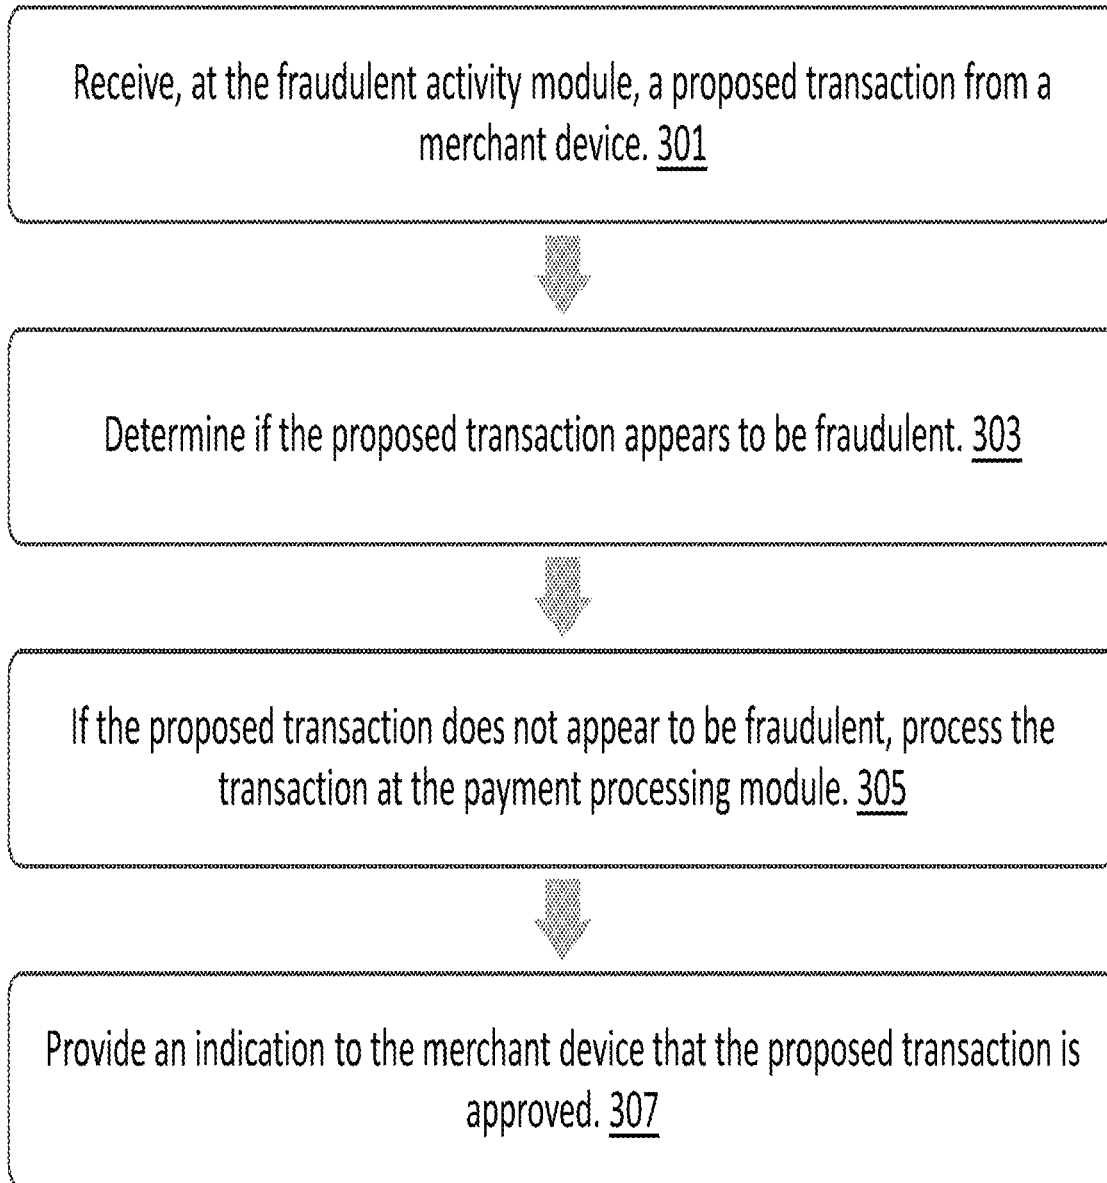 Receive, at the fraudulent activity module, a proposed transaction from a
merchant device. 301
Determine if the proposed transaction appears to be fraudulent. 303
If the proposed transaction does not appear to be fraudulent, process the
transaction at the payment processing module. 305
Provide an indication to the merchant device that the proposed transaction is
approved. 307